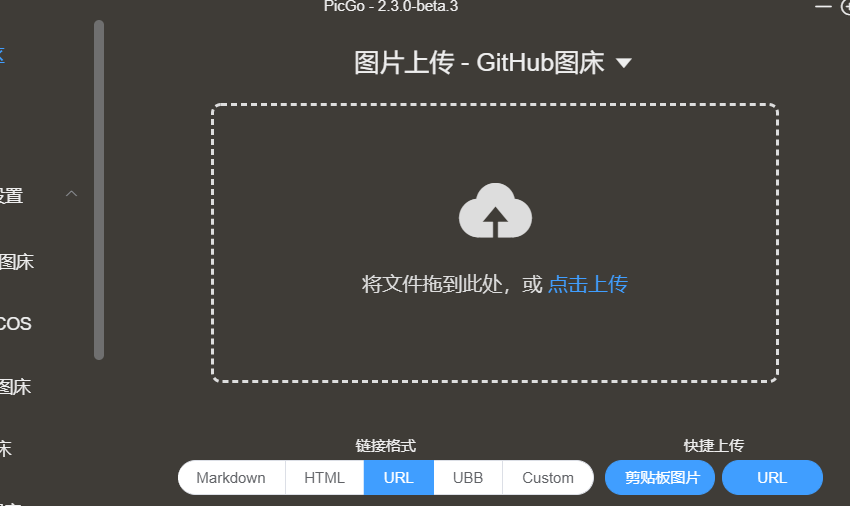 PicGo - 2.3.0-beta.3
图片上传 - GitHub图床
设置
图床
COS
图床
床
将文件拖到此处，或 点击上传
链接格式
快捷上传
Markdown HTML URL UBB Custom
剪贴板图片 URL